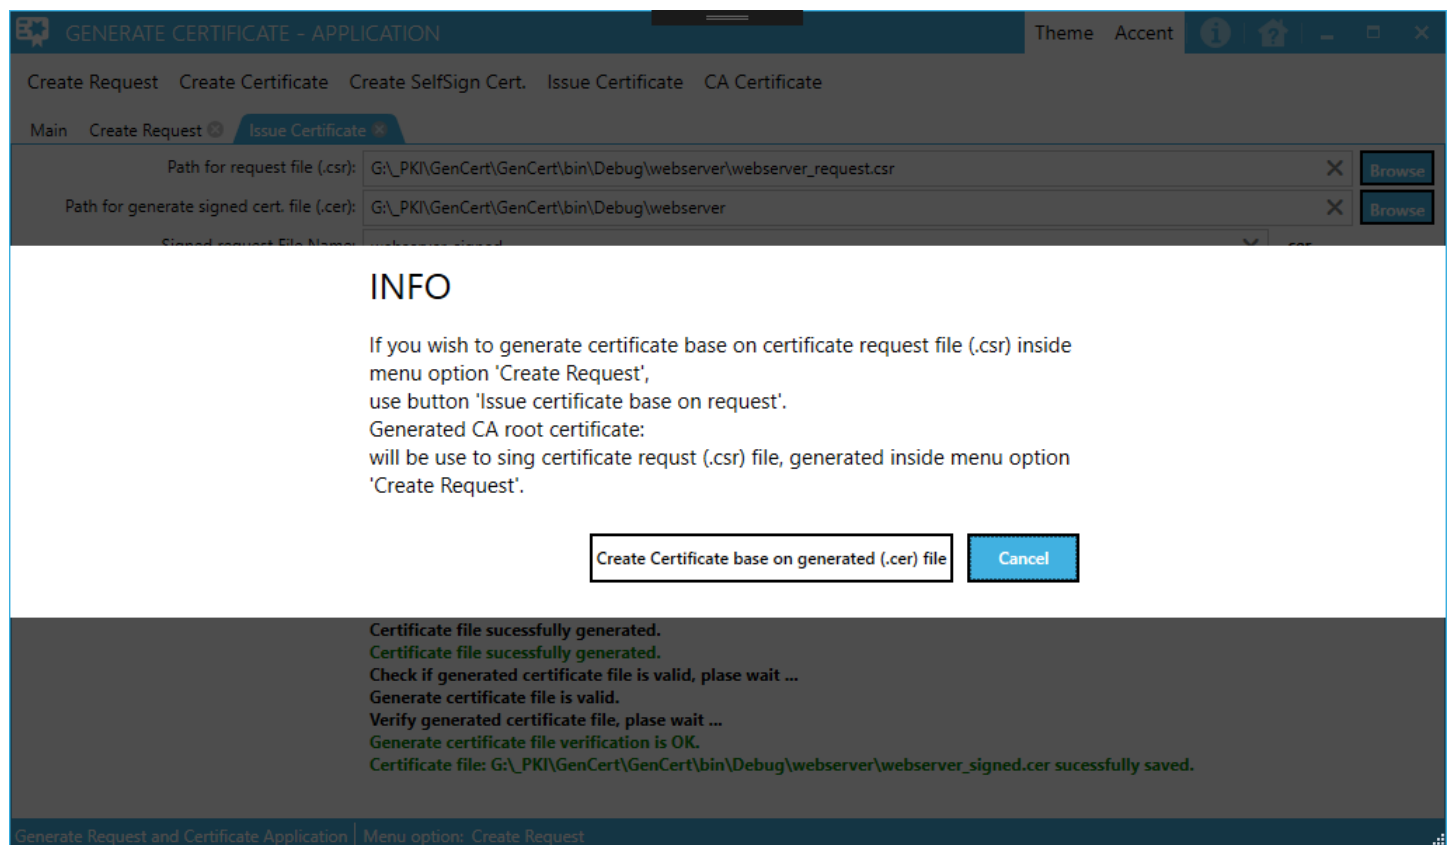 GENERATE CERTIFICATE - APPLICATION
Theme Accent
Create Request Create Certificate Create SelfSign Cert. Issue Certificate CA Certificate
Main Create Request Issue Certificate
Path for request file (.csr): G:\_PKI\GenCert\GenCert\bin\Debug\webserver\webserver_request.csr Browse
Path for generate signed cert. file (.cer): G:\_PKI\GenCert\GenCert\bin\Debug\webserver Browse
Signed request File Name: webserver_signed .cer
INFO
If you wish to generate certificate base on certificate request file (.csr) inside
menu option 'Create Request',
use button 'Issue certificate base on request'.
Generated CA root certificate:
will be use to sing certificate requst (.csr) file, generated inside menu option
'Create Request'.
Create Certificate base on generated (.cer) file Cancel
Certificate file sucessfully generated.
Certificate file sucessfully generated.
Check if generated certificate file is valid, plase wait ...
Generate certificate file is valid.
Verify generated certificate file, plase wait ...
Generate certificate file verification is OK.
Certificate file: G:\_PKI\GenCert\GenCert\bin\Debug\webserver\webserver_signed.cer sucessfully saved.
Generate Request and Certificate Application Menu option: Create Request